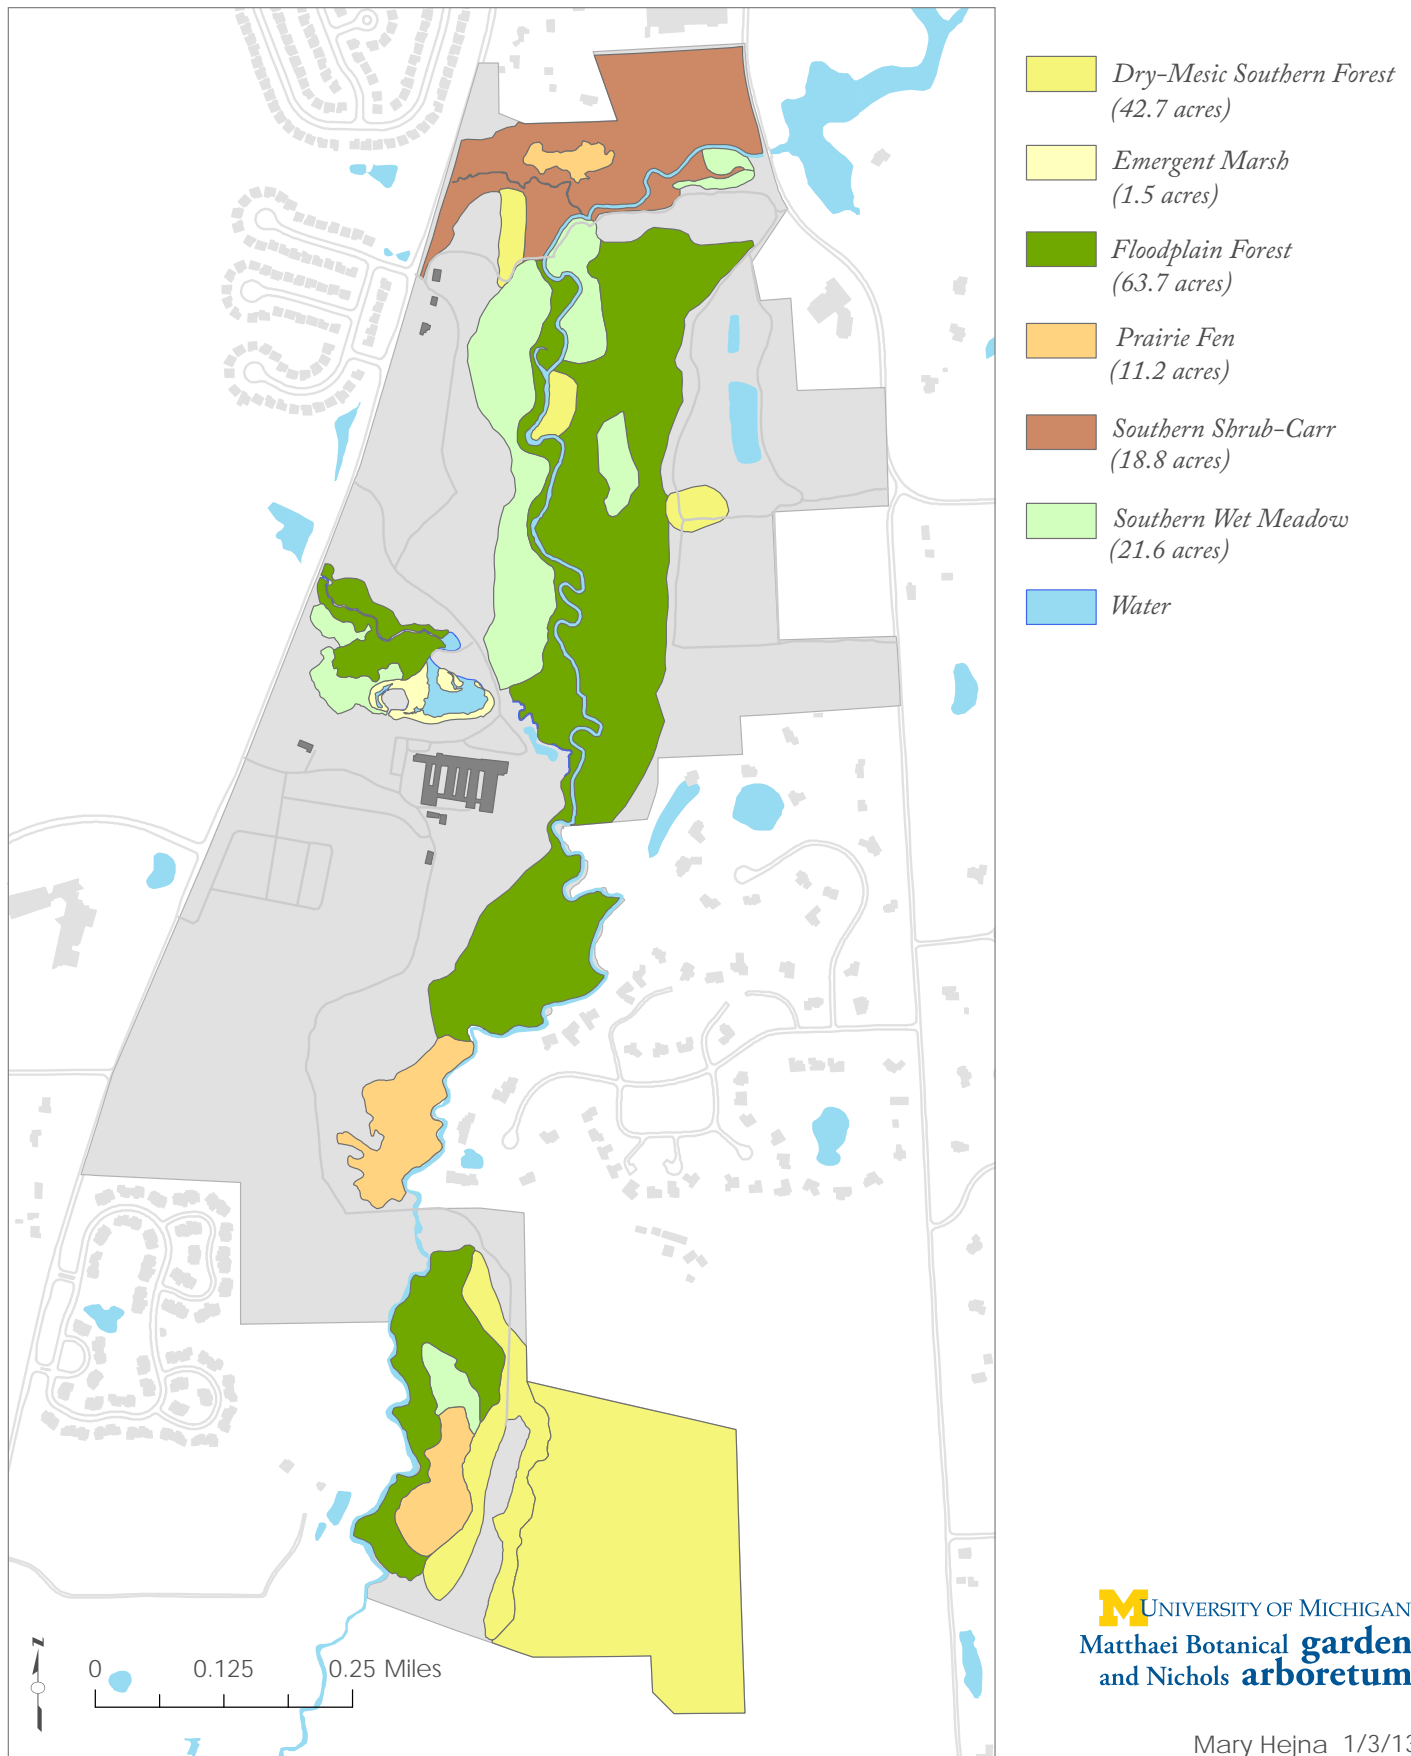 Dry-Mesic Southern Forest
(42.7 acres)
Emergent Marsh
(1.5 acres)
Floodplain Forest
(63.7 acres)
Prairie Fen
(11.2 acres)
Southern Shrub-Carr
(18.8 acres)
Southern Wet Meadow
(21.6 acres)
Water
N
0 0.125 0.25 Miles
M UNIVERSITY OF MICHIGAN
Matthaei Botanical garden
and Nichols arboretum
Mary Hejna 1/3/13